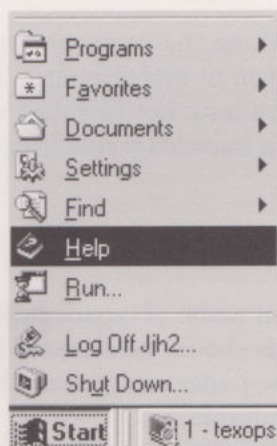 Programs
Favorites
Documents
Settings
Find
Help
Run...
Log Off Jjh2...
Shut Down...
Start 1 - texops